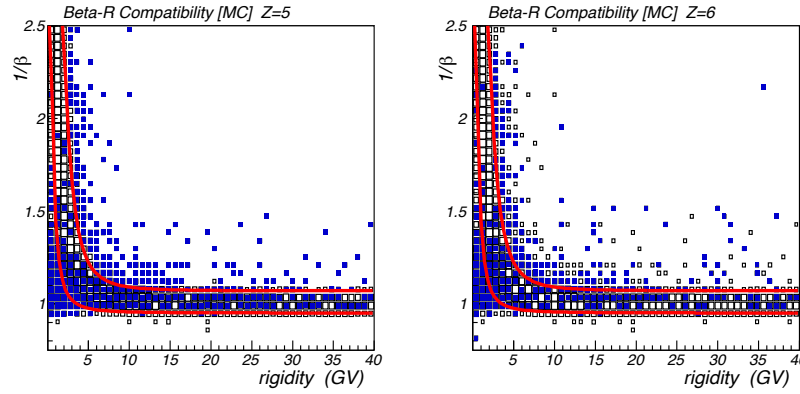 Beta-R Compatibility [MC] Z=5
1/β
2.5
2
1.5
1
5 10 15 20 25 30 35 40
rigidity (GV)
Beta-R Compatibility [MC] Z=6
1/β
2.5
2
1.5
1
5 10 15 20 25 30 35 40
rigidity (GV)